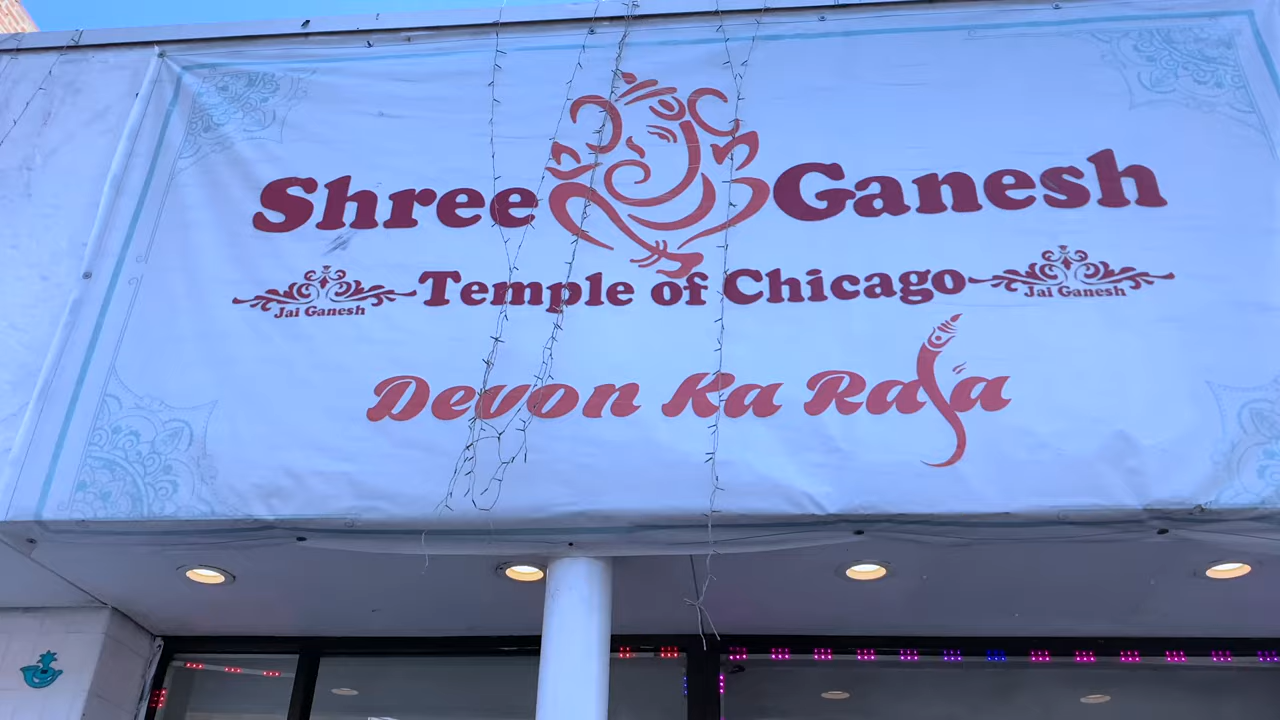 Shree Ganesh
Temple of Chicago
Jai Ganesh
Jai Ganesh
Devon Ka Raja